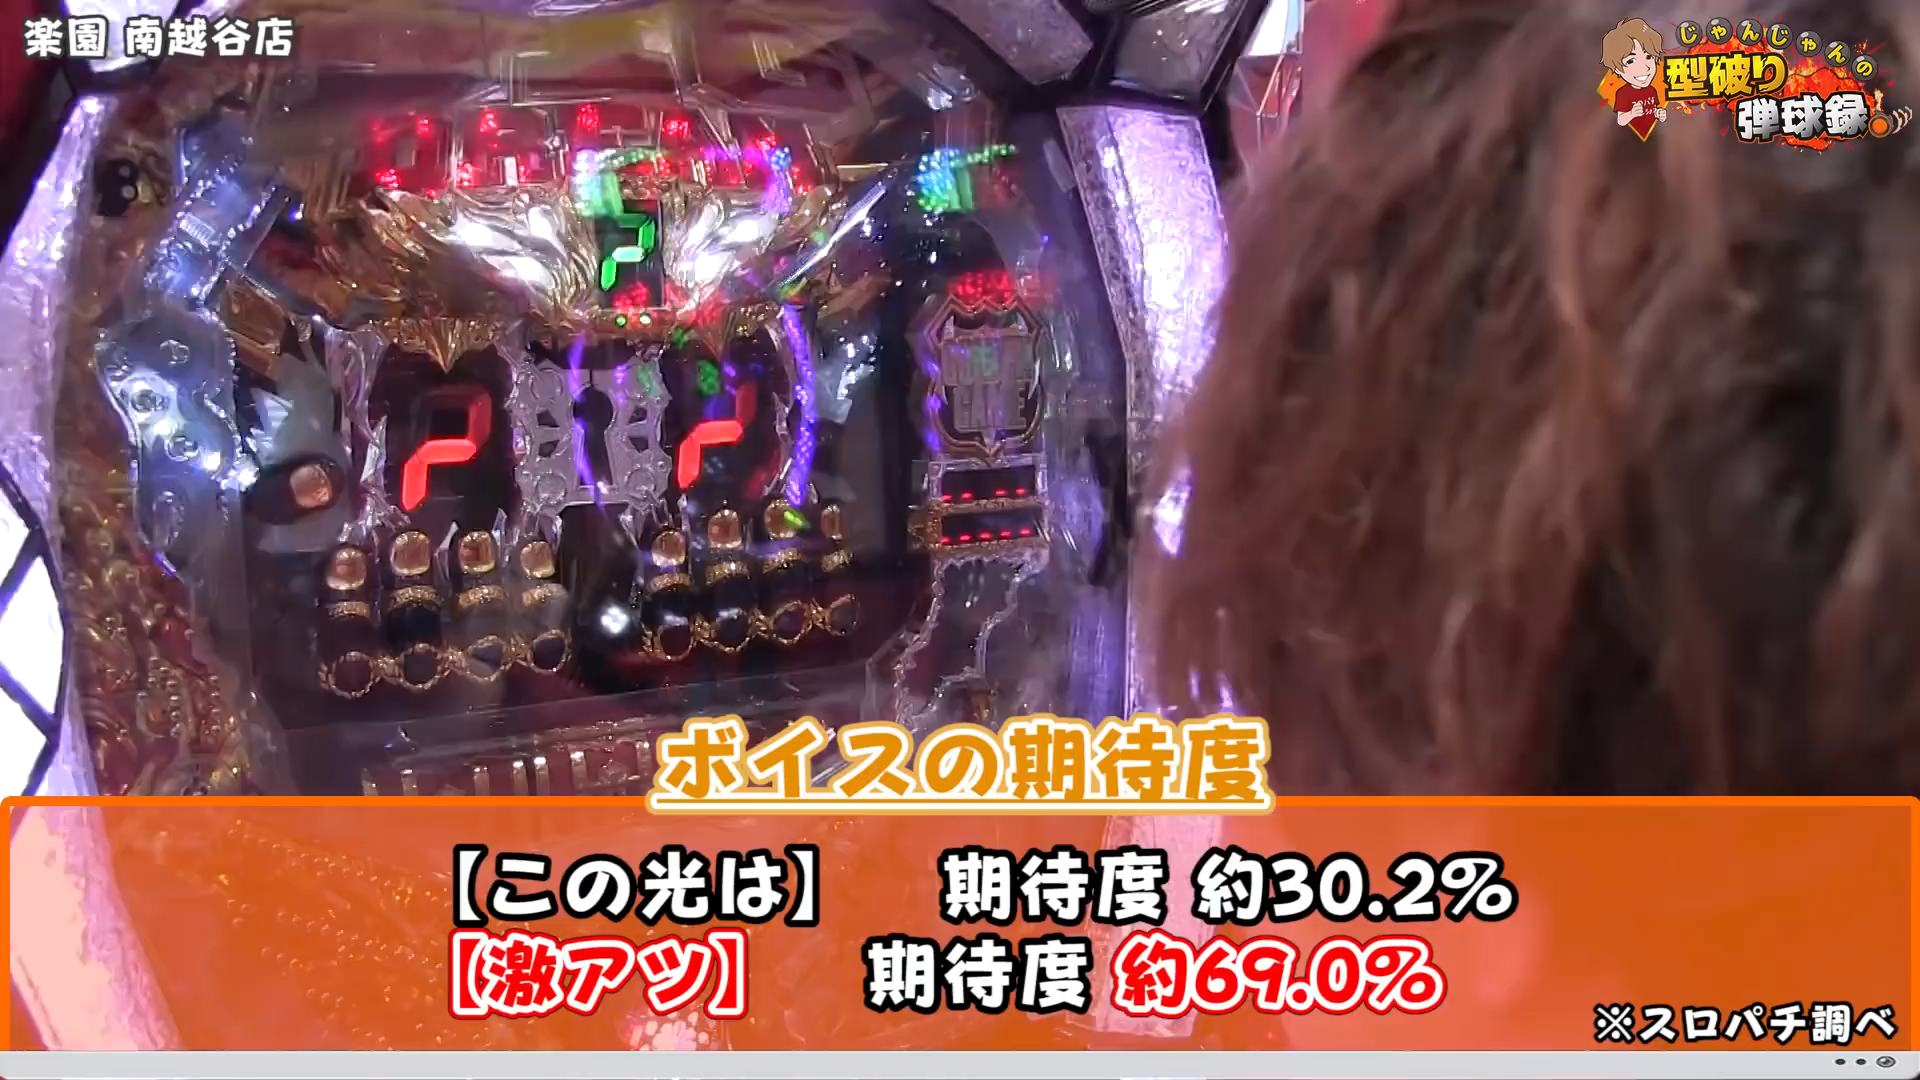 楽園 南越谷店
じゃんじゃんの
型破り
弾球録
ボイスの期待度
【この光は】 期待度 約30.2%
【激アツ】 期待度 約69.0%
※スロパチ調べ